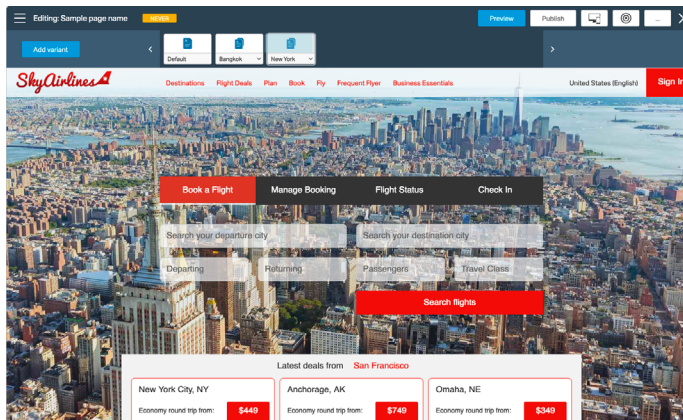 Editing: Sample page name NEVER Preview Publish ...
Add variant
Default Bangkok New York
SkyAirlines
Destinations Flight Deals Plan Book Fly Frequent Flyer Business Essentials United States (English) Sign In
Book a Flight Manage Booking Flight Status Check In
Search your departure city Search your destination city
Departing Returning Passengers Travel Class
Search flights
Latest deals from San Francisco
New York City, NY Anchorage, AK Omaha, NE
Economy round trip from: $449 Economy round trip from: $749 Economy round trip from: $349